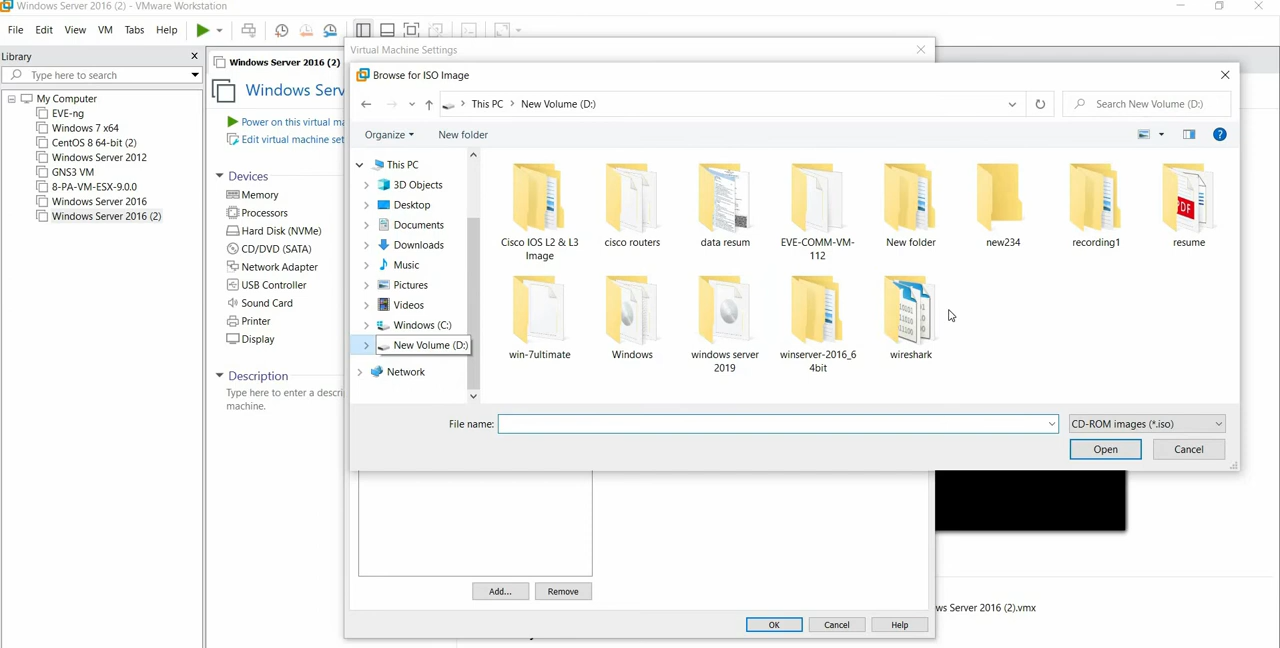 Windows Server 2016 (2) - VMware Workstation
File Edit View VM Tabs Help
Library
Type here to search
My Computer
EVE-ng
Windows 7 x64
CentOS 8 64-bit (2)
Windows Server 2012
GNS3 VM
8-PA-VM-ESX-9.0.0
Windows Server 2016
Windows Server 2016 (2)
Windows Server 2016 (2)
Windows Serv
Power on this virtual ma
Edit virtual machine set
Devices
Memory
Processors
Hard Disk (NVMe)
CD/DVD (SATA)
Network Adapter
USB Controller
Sound Card
Printer
Display
Description
Type here to enter a descri
machine.
Virtual Machine Settings
Browse for ISO Image
This PC > New Volume (D:)
Search New Volume (D:)
Organize
New folder
This PC
3D Objects
Desktop
Documents
Downloads
Music
Pictures
Videos
Windows (C:)
New Volume (D:)
Network
Cisco IOS L2 & L3
Image
cisco routers
data resum
EVE-COMM-VM-
112
New folder
new234
recording1
PDF
resume
win-7ultimate
Windows
windows server
2019
winserver-2016_6
4bit
wireshark
File name:
CD-ROM images (*.iso)
Open
Cancel
Add...
Remove
ws Server 2016 (2).vmx
OK
Cancel
Help